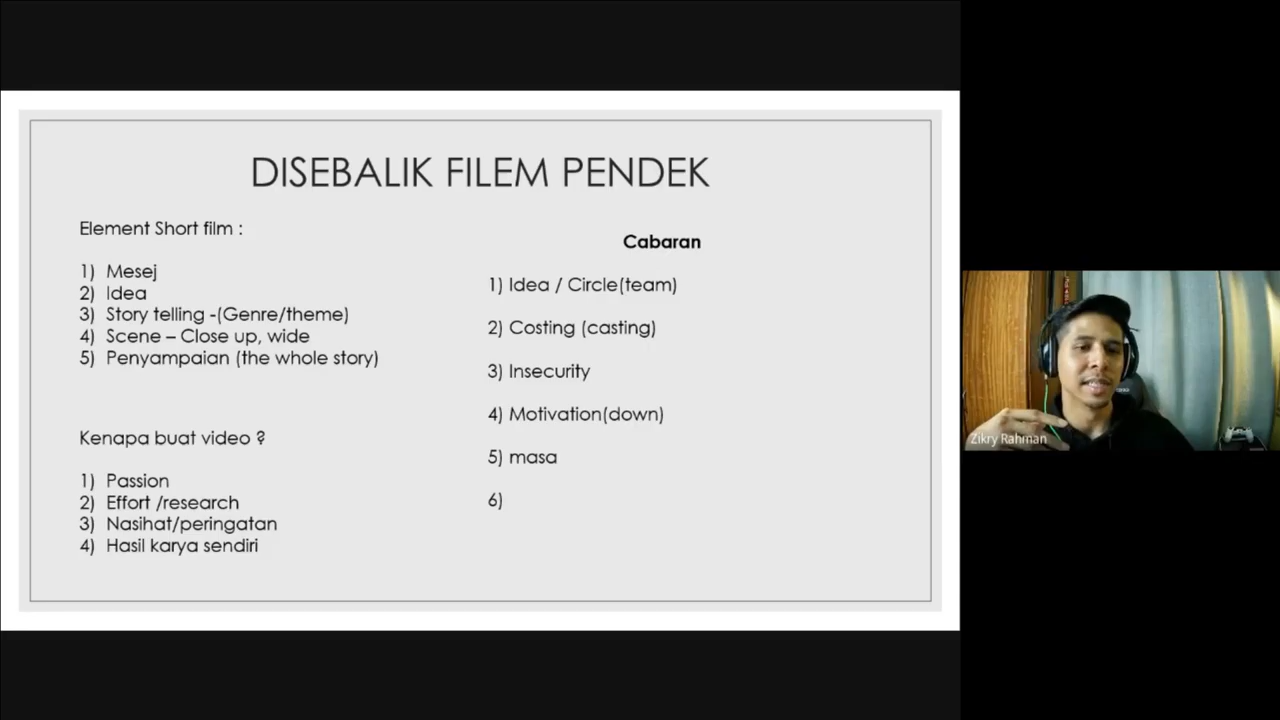 DISEBALIK FILEM PENDEK
Element Short film :
1) Mesej
2) Idea
3) Story telling -(Genre/theme)
4) Scene – Close up, wide
5) Penyampaian (the whole story)
Kenapa buat video ?
1) Passion
2) Effort /research
3) Nasihat/peringatan
4) Hasil karya sendiri
Cabaran
1) Idea / Circle(team)
2) Costing (casting)
3) Insecurity
4) Motivation(down)
5) masa
6)
Zikry Rahman